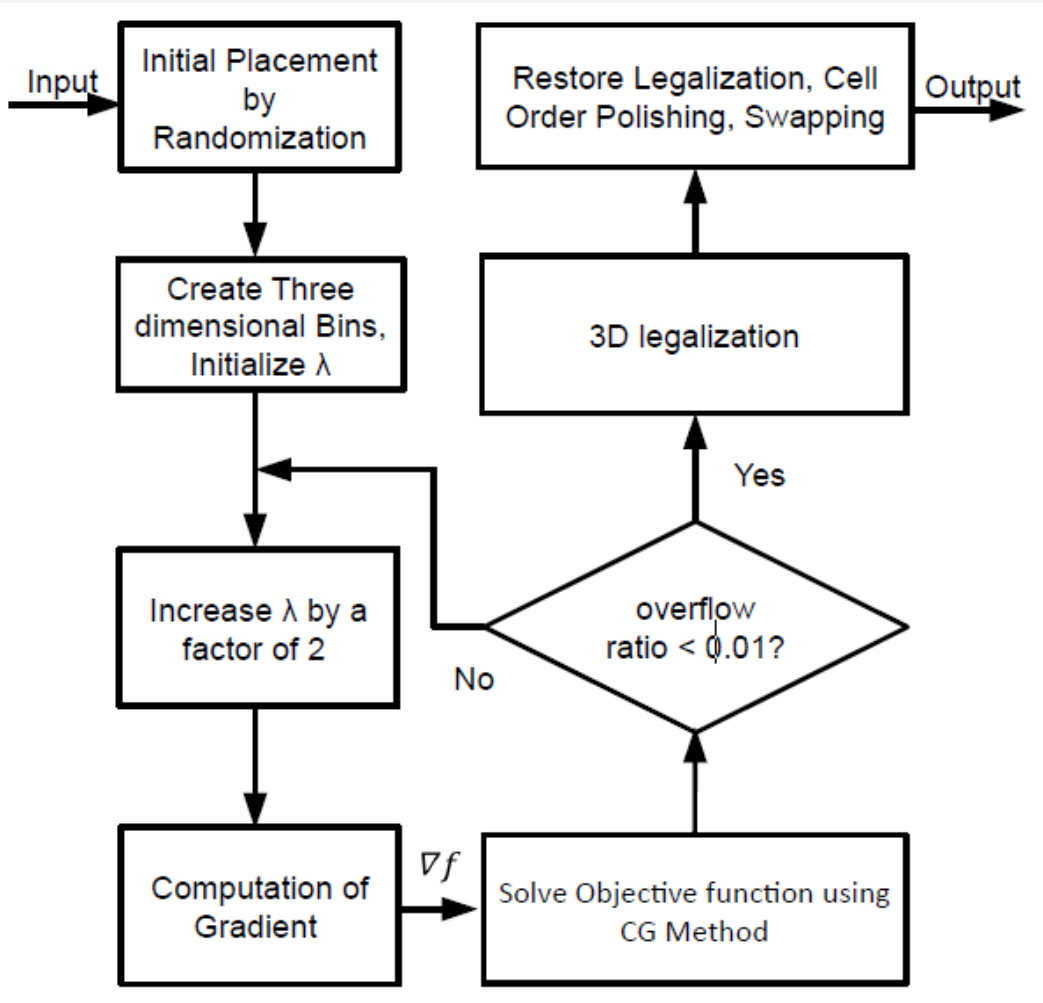 Input
Initial Placement
by
Randomization
Create Three
dimensional Bins,
Initialize λ
Increase λ by a
factor of 2
Computation of
Gradient
∇f
Solve Objective function using
CG Method
overflow
ratio < 0.01?
No
Yes
3D legalization
Restore Legalization, Cell
Order Polishing, Swapping
Output